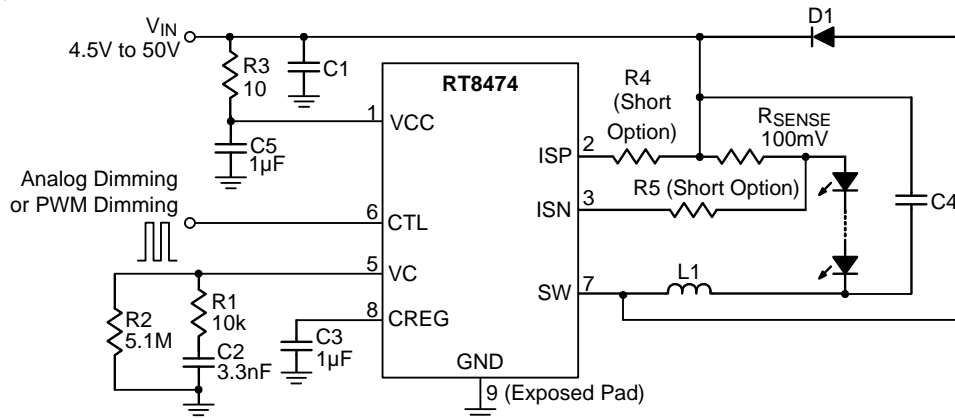 D1
VIN
4.5V to 50V
R3
10
C1
RT8474
R4
(Short
Option)
RSENSE
100mV
1
VCC
C5
1µF
ISP
2
R5 (Short Option)
Analog Dimming
or PWM Dimming
6
CTL
ISN
3
C4
5
VC
SW
7
L1
R1
10k
8
CREG
R2
5.1M
C3
1µF
C2
3.3nF
GND
9 (Exposed Pad)